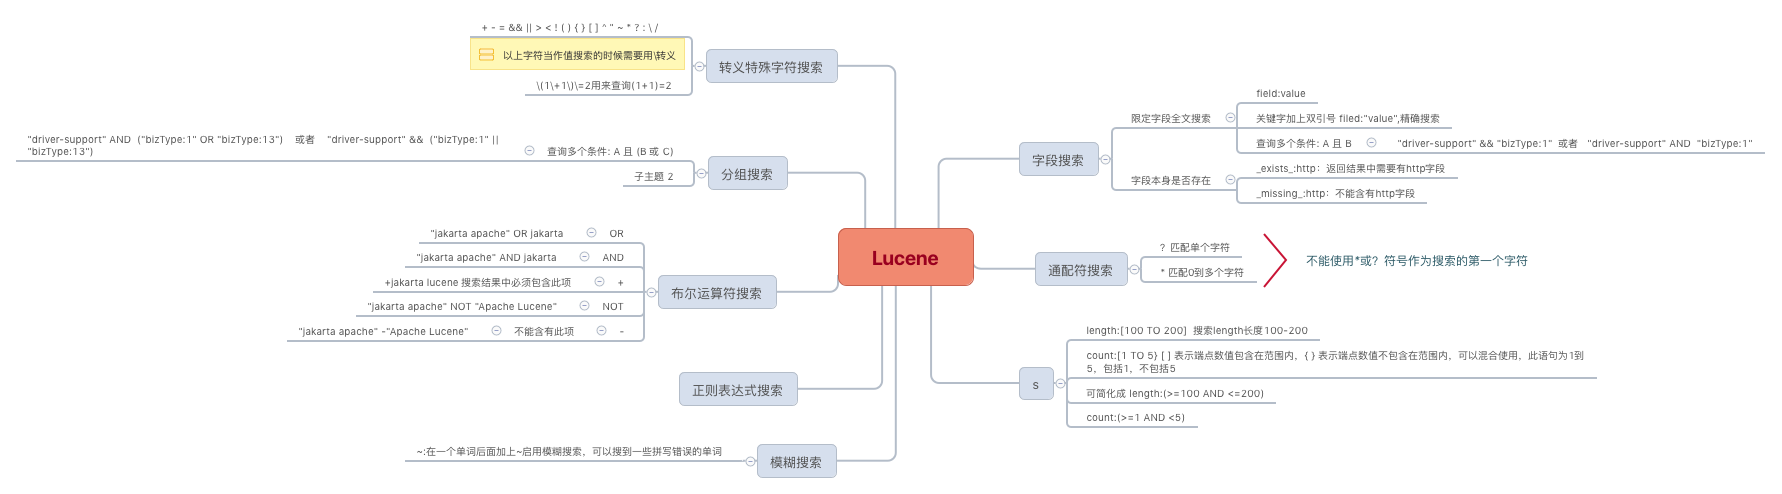 + - = && || > < ! ( ) { } [ ] ^ " ~ * ? : \ /
以上字符当作值搜索的时候需要用\转义
\(1\+1\)\=2用来查询(1+1)=2
转义特殊字符搜索
"driver-support" AND  ("bizType:1" OR "bizType:13")    或者    "driver-support" &&  ("bizType:1" ||
"bizType:13")
查询多个条件: A 且 (B 或 C)
子主题 2
分组搜索
"jakarta apache" OR jakarta
OR
"jakarta apache" AND jakarta
AND
+jakarta lucene 搜索结果中必须包含此项
+
"jakarta apache" NOT "Apache Lucene"
NOT
"jakarta apache" -"Apache Lucene"
不能含有此项
-
布尔运算符搜索
正则表达式搜索
~:在一个单词后面加上~启用模糊搜索，可以搜到一些拼写错误的单词
模糊搜索
Lucene
字段搜索
限定字段全文搜索
field:value
关键字加上双引号 filed:"value",精确搜索
查询多个条件: A 且 B
"driver-support" && "bizType:1"  或者   "driver-support" AND  "bizType:1"
字段本身是否存在
_exists_:http：返回结果中需要有http字段
_missing_:http：不能含有http字段
通配符搜索
？匹配单个字符
* 匹配0到多个字符
不能使用*或？符号作为搜索的第一个字符
s
length:[100 TO 200]  搜索length长度100-200
count:[1 TO 5} [ ] 表示端点数值包含在范围内，{ } 表示端点数值不包含在范围内，可以混合使用，此语句为1到
5，包括1，不包括5
可简化成 length:(>=100 AND <=200)
count:(>=1 AND <5)